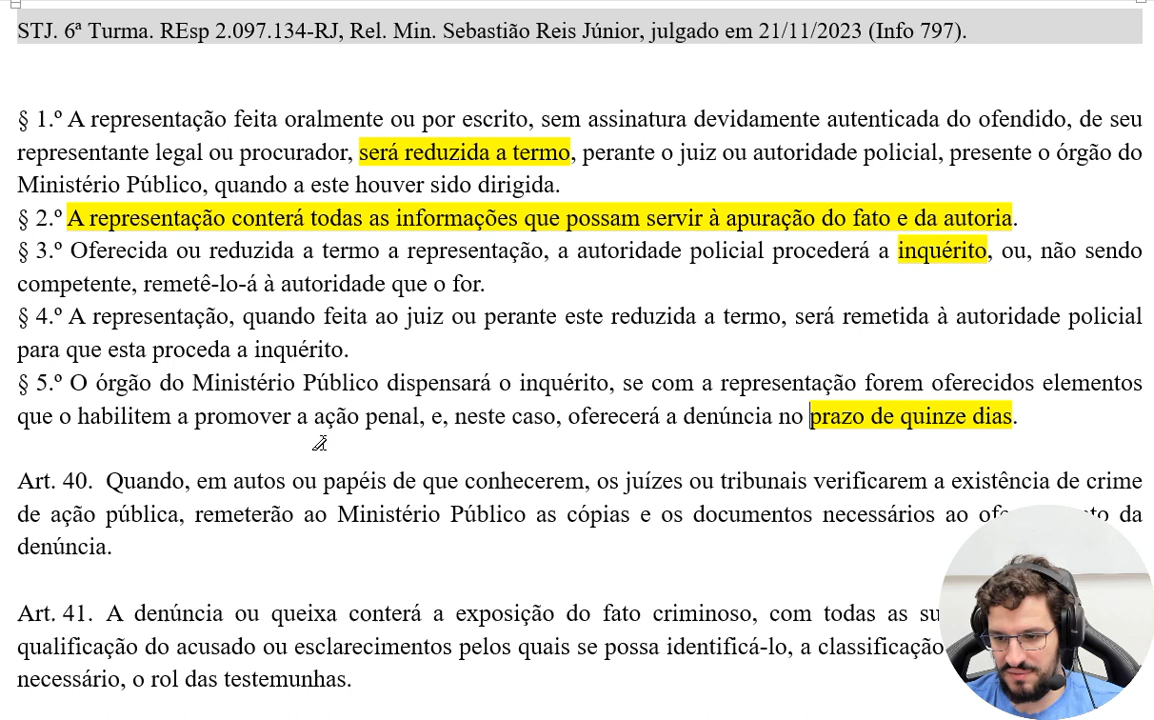 STJ. 6ª Turma. REsp 2.097.134-RJ, Rel. Min. Sebastião Reis Júnior, julgado em 21/11/2023 (Info 797).
§ 1.º A representação feita oralmente ou por escrito, sem assinatura devidamente autenticada do ofendido, de seu
representante legal ou procurador, será reduzida a termo, perante o juiz ou autoridade policial, presente o órgão do
Ministério Público, quando a este houver sido dirigida.
§ 2.º A representação conterá todas as informações que possam servir à apuração do fato e da autoria.
§ 3.º Oferecida ou reduzida a termo a representação, a autoridade policial procederá a inquérito, ou, não sendo
competente, remetê-lo-á à autoridade que o for.
§ 4.º A representação, quando feita ao juiz ou perante este reduzida a termo, será remetida à autoridade policial
para que esta proceda a inquérito.
§ 5.º O órgão do Ministério Público dispensará o inquérito, se com a representação forem oferecidos elementos
que o habilitem a promover a ação penal, e, neste caso, oferecerá a denúncia no prazo de quinze dias.
Art. 40. Quando, em autos ou papéis de que conhecerem, os juízes ou tribunais verificarem a existência de crime
de ação pública, remeterão ao Ministério Público as cópias e os documentos necessários ao da
denúncia.
Art. 41. A denúncia ou queixa conterá a exposição do fato criminoso, com todas as
qualificação do acusado ou esclarecimentos pelos quais se possa identificá-lo, a classificação
necessário, o rol das testemunhas.